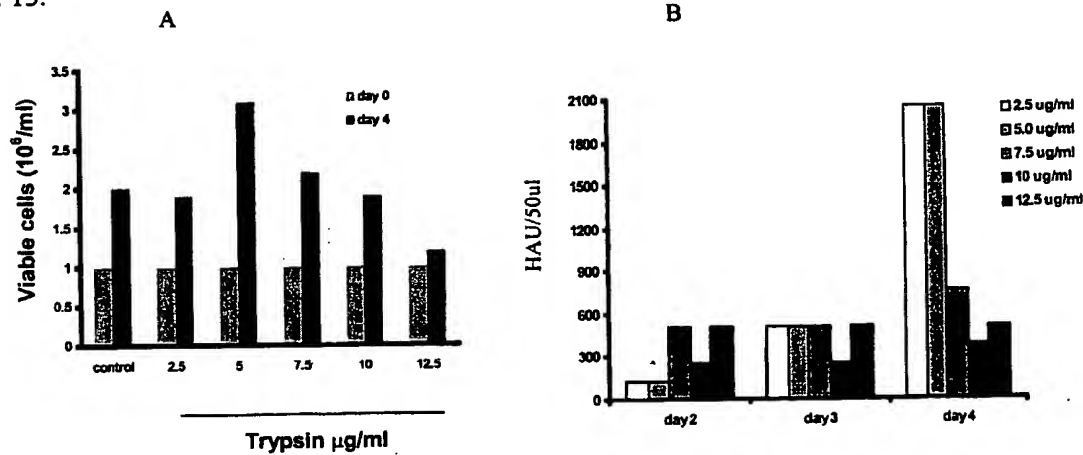 13.
A
B
Viable cells (10⁶/ml)
3.5
3
2.5
2
1.5
1
0.5
0
day 0
day 4
control
2.5
5
7.5
10
12.5
Trypsin µg/ml
HAU/50ul
2100
1800
1500
1200
900
600
300
0
2.5 ug/ml
5.0 ug/ml
7.5 ug/ml
10 ug/ml
12.5 ug/ml
day2
day3
day4